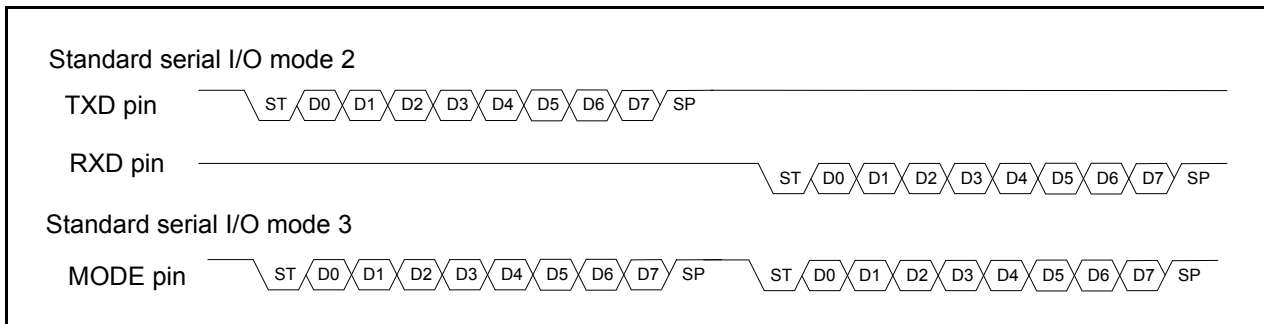 Standard serial I/O mode 2
TXD pin ST D0 D1 D2 D3 D4 D5 D6 D7 SP
RXD pin ST D0 D1 D2 D3 D4 D5 D6 D7 SP
Standard serial I/O mode 3
MODE pin ST D0 D1 D2 D3 D4 D5 D6 D7 SP ST D0 D1 D2 D3 D4 D5 D6 D7 SP